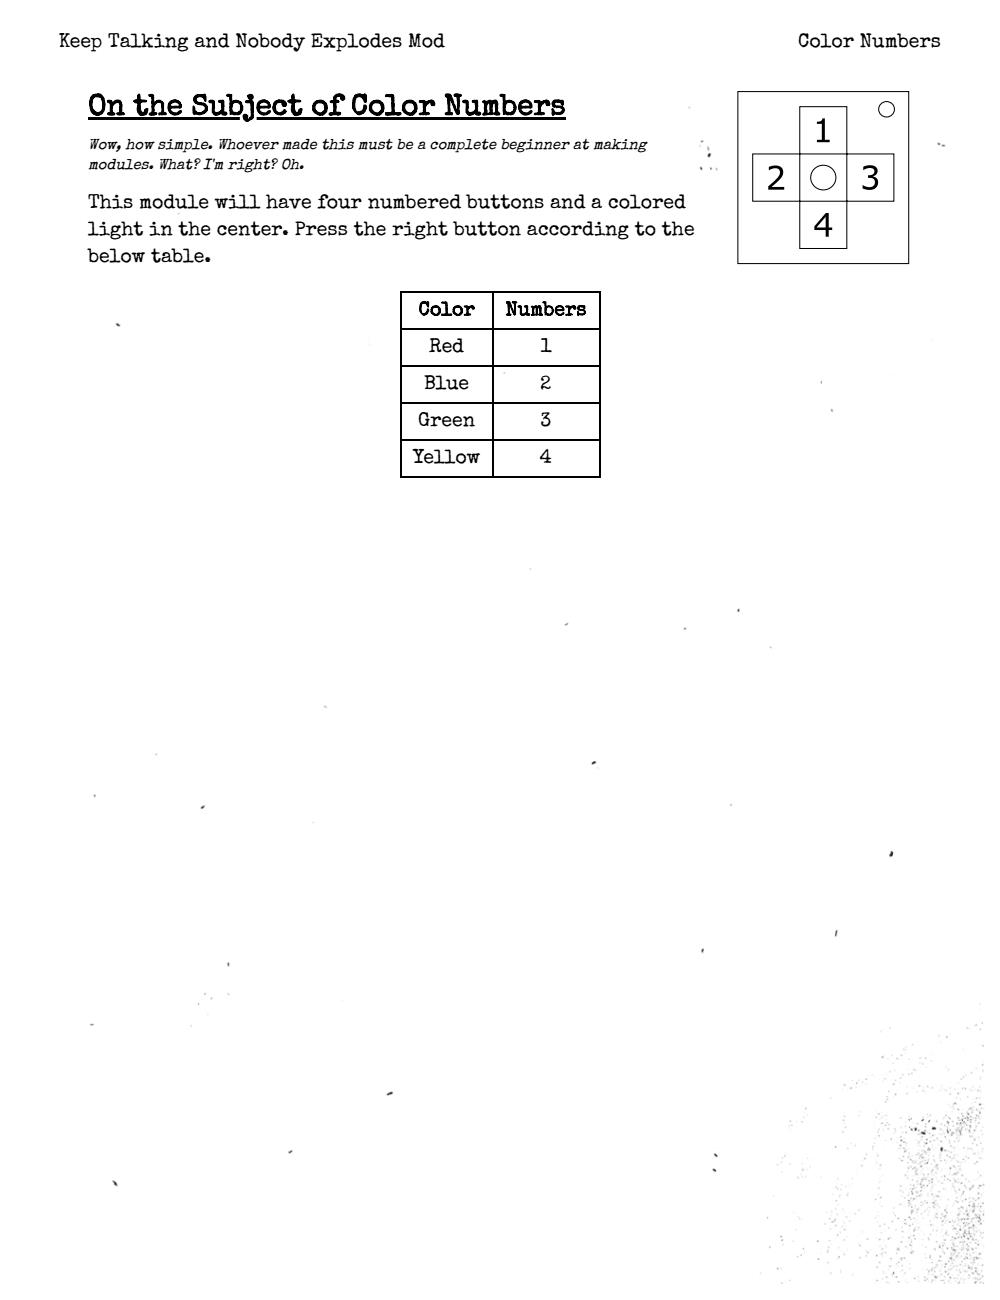 Keep Talking and Nobody Explodes Mod
Color Numbers
On the Subject of Color Numbers
Wow, how simple. Whoever made this must be a complete beginner at making
modules. What? I'm right? Oh.
This module will have four numbered buttons and a colored
light in the center. Press the right button according to the
below table.
1
2 3
4
Color Numbers
Red 1
Blue 2
Green 3
Yellow 4